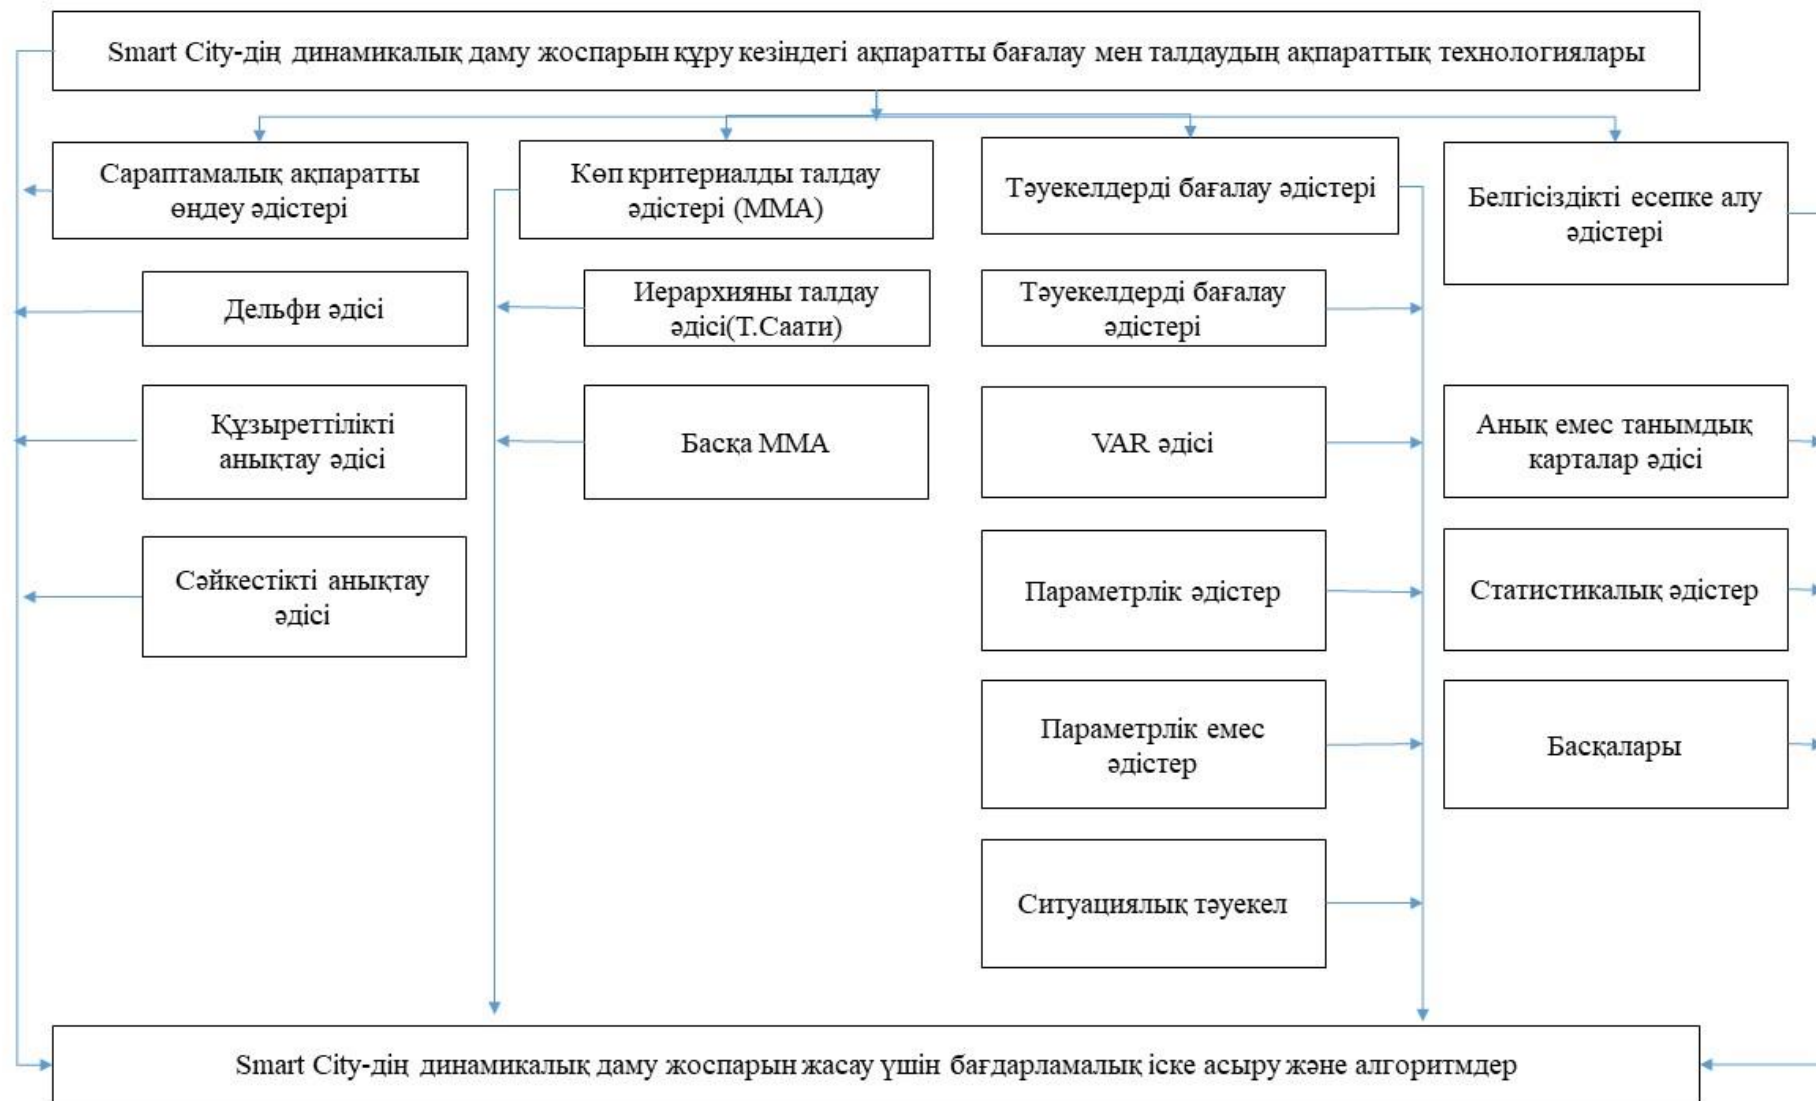 Smart City-дің динамикалық даму жоспарын құру кезіндегі ақпаратты бағалау мен талдаудың ақпараттық технологиялары
Сараптамалық ақпаратты
өңдеу әдістері
Көп критериалды талдау
әдістері (ММА)
Тәуекелдерді бағалау әдістері
Белгісіздікті есепке алу
әдістері
Дельфи әдісі
Иерархияны талдау
әдісі(Т.Саати)
Тәуекелдерді бағалау
әдістері
Құзыреттілікті
анықтау әдісі
Басқа ММА
VAR әдісі
Анық емес танымдық
карталар әдісі
Сәйкестікті анықтау
әдісі
Параметрлік әдістер
Статистикалық әдістер
Параметрлік емес
әдістер
Басқалары
Ситуациялық тәуекел
Smart City-дің динамикалық даму жоспарын жасау үшін бағдарламалық іске асыру және алгоритмдер